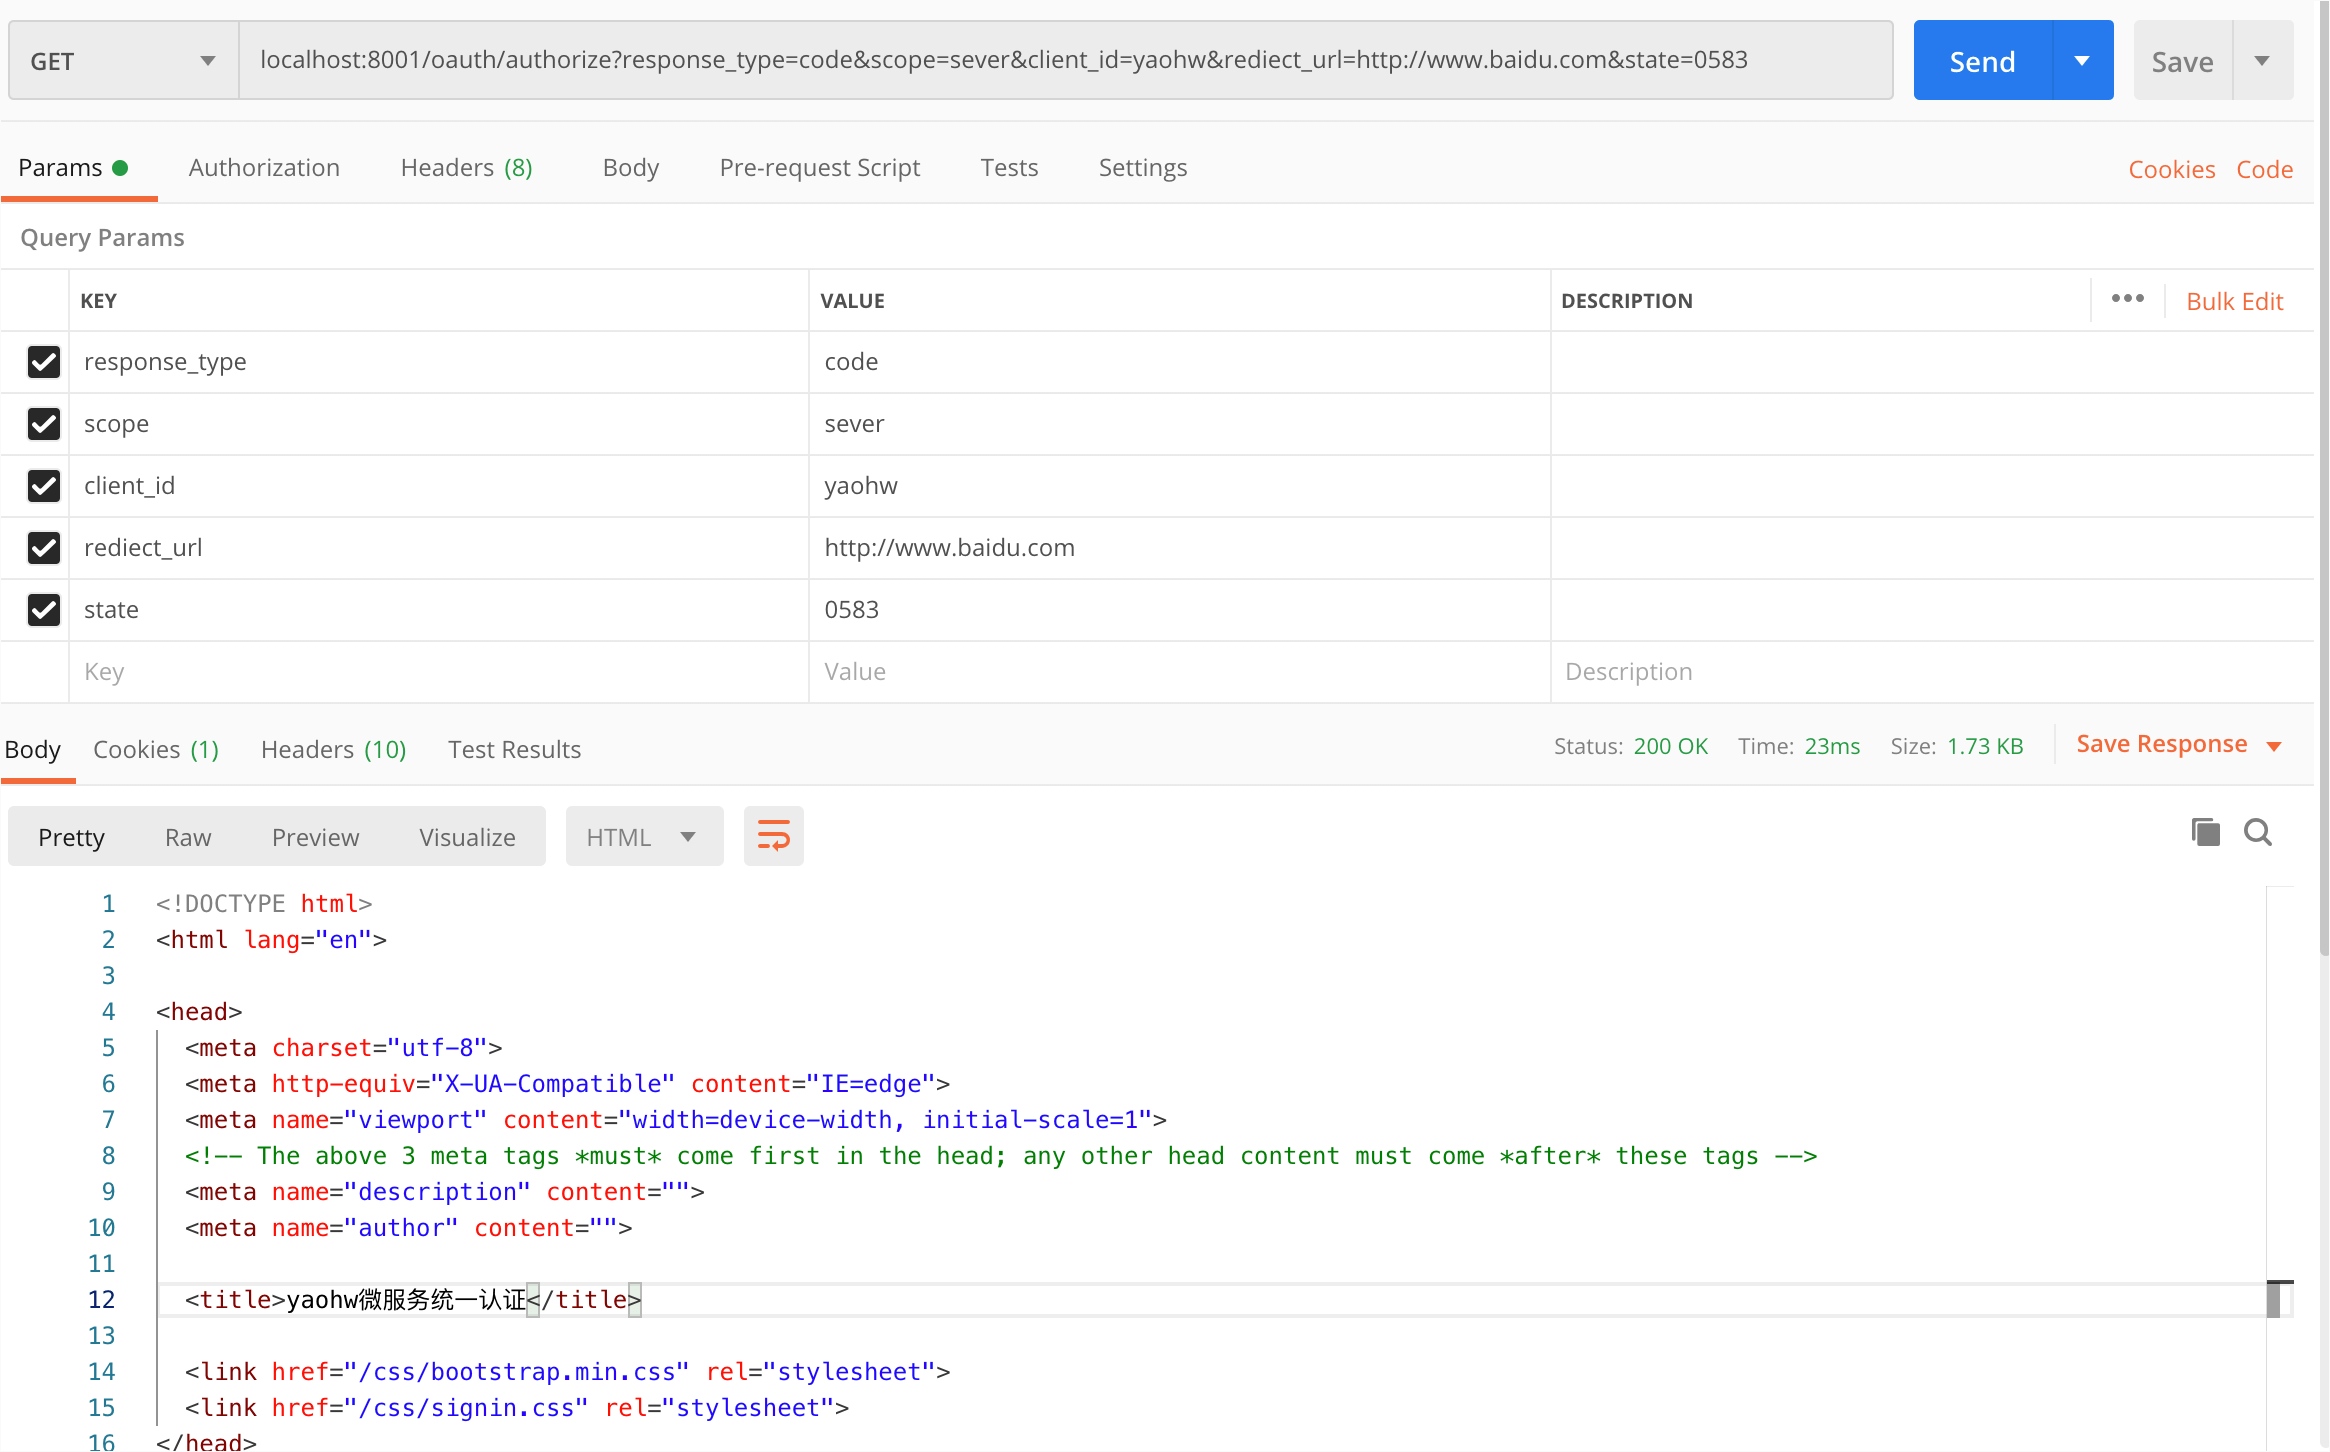 GET localhost:8001/oauth/authorize?response_type=code&scope=sever&client_id=yaohw&rediect_url=http://www.baidu.com&state=0583 Send Save
Params Authorization Headers (8) Body Pre-request Script Tests Settings Cookies Code
Query Params
KEY VALUE DESCRIPTION ••• Bulk Edit
response_type code
scope sever
client_id yaohw
rediect_url http://www.baidu.com
state 0583
Key Value Description
Body Cookies (1) Headers (10) Test Results Status: 200 OK Time: 23ms Size: 1.73 KB Save Response
Pretty Raw Preview Visualize HTML
1 <!DOCTYPE html>
2 <html lang="en">
3
4 <head>
5 <meta charset="utf-8">
6 <meta http-equiv="X-UA-Compatible" content="IE=edge">
7 <meta name="viewport" content="width=device-width, initial-scale=1">
8 <!-- The above 3 meta tags *must* come first in the head; any other head content must come *after* these tags -->
9 <meta name="description" content="">
10 <meta name="author" content="">
11
12 <title>yaohw微服务统一认证</title>
13
14 <link href="/css/bootstrap.min.css" rel="stylesheet">
15 <link href="/css/signin.css" rel="stylesheet">
16 </head>